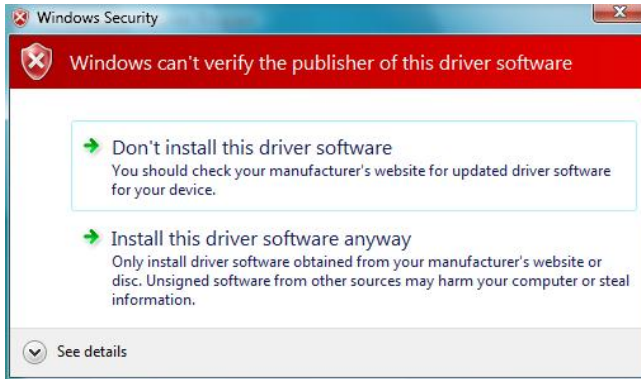 Windows Security
Windows can't verify the publisher of this driver software
Don't install this driver software
You should check your manufacturer's website for updated driver software
for your device.
Install this driver software anyway
Only install driver software obtained from your manufacturer's website or
disc. Unsigned software from other sources may harm your computer or steal
information.
See details